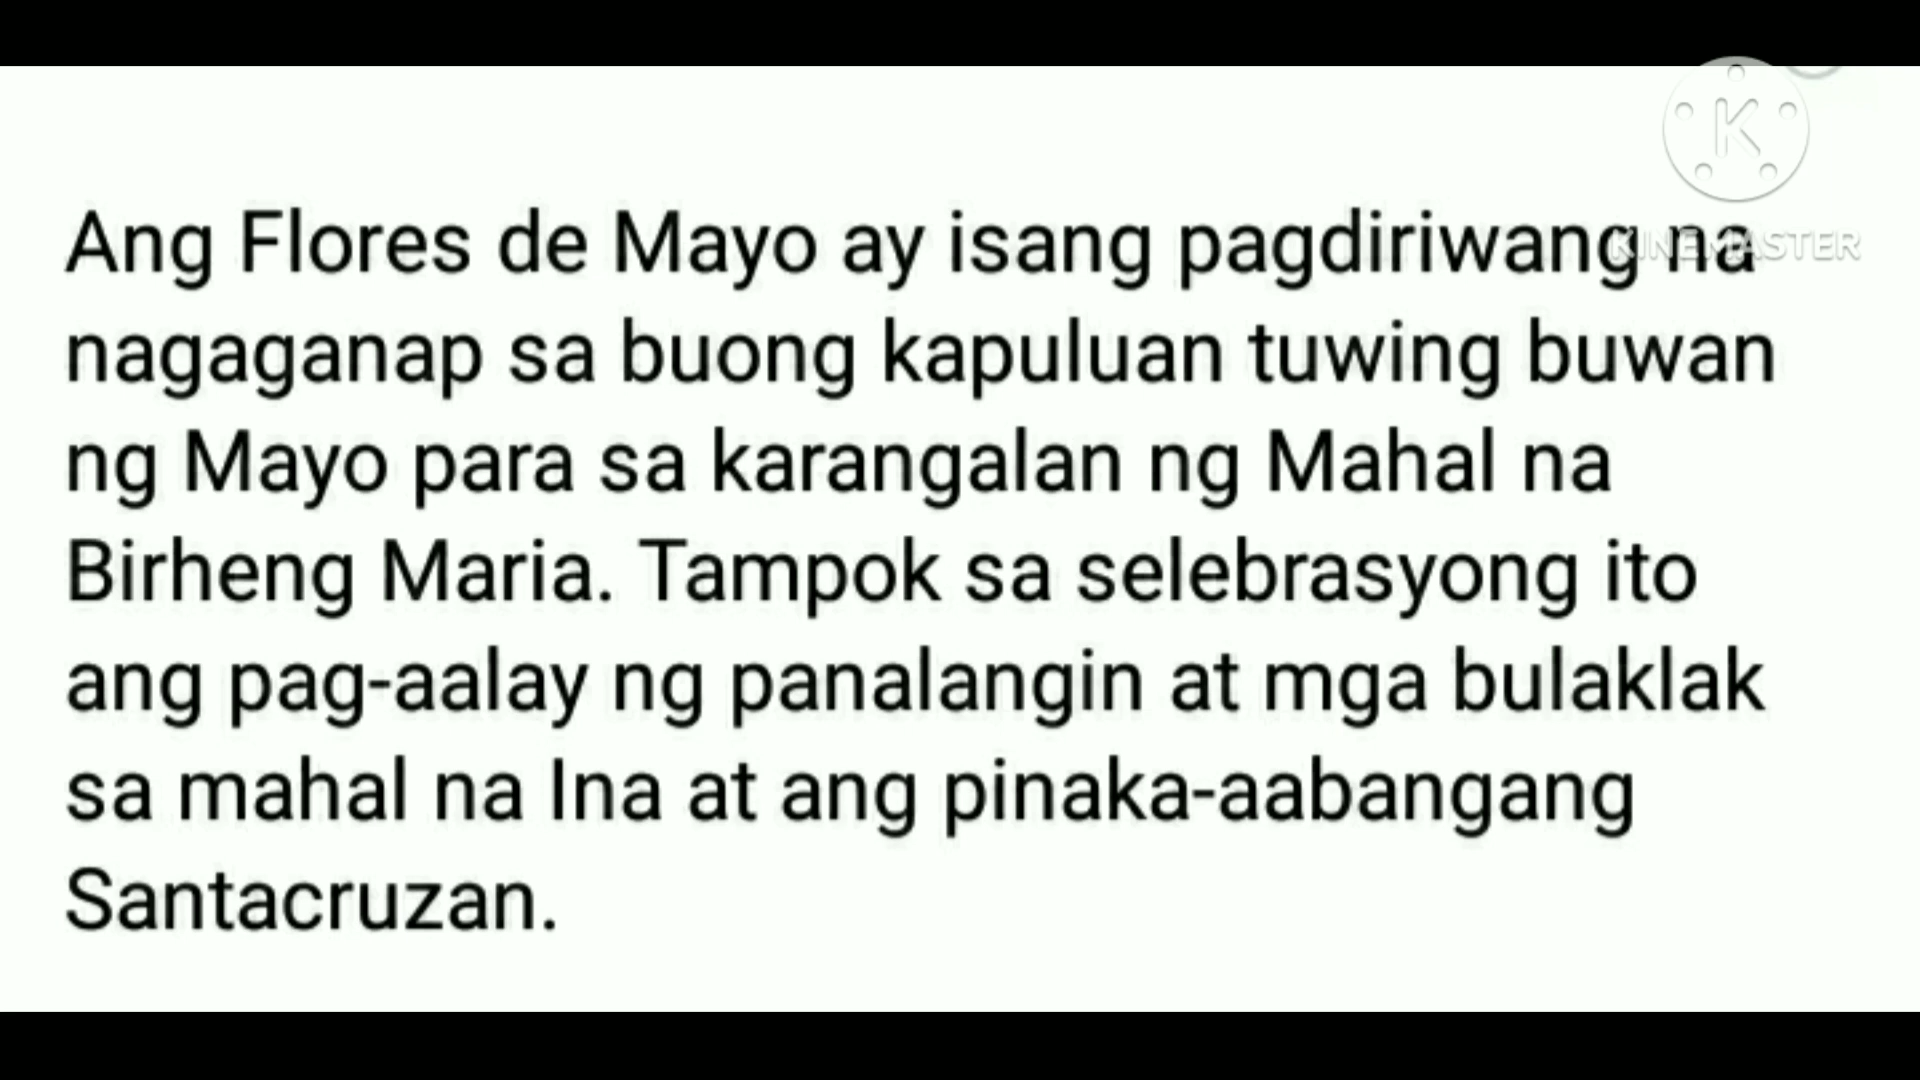 K
KINEMASTER
Ang Flores de Mayo ay isang pagdiriwang na
nagaganap sa buong kapuluan tuwing buwan
ng Mayo para sa karangalan ng Mahal na
Birheng Maria. Tampok sa selebrasyong ito
ang pag-aalay ng panalangin at mga bulaklak
sa mahal na Ina at ang pinaka-aabangang
Santacruzan.